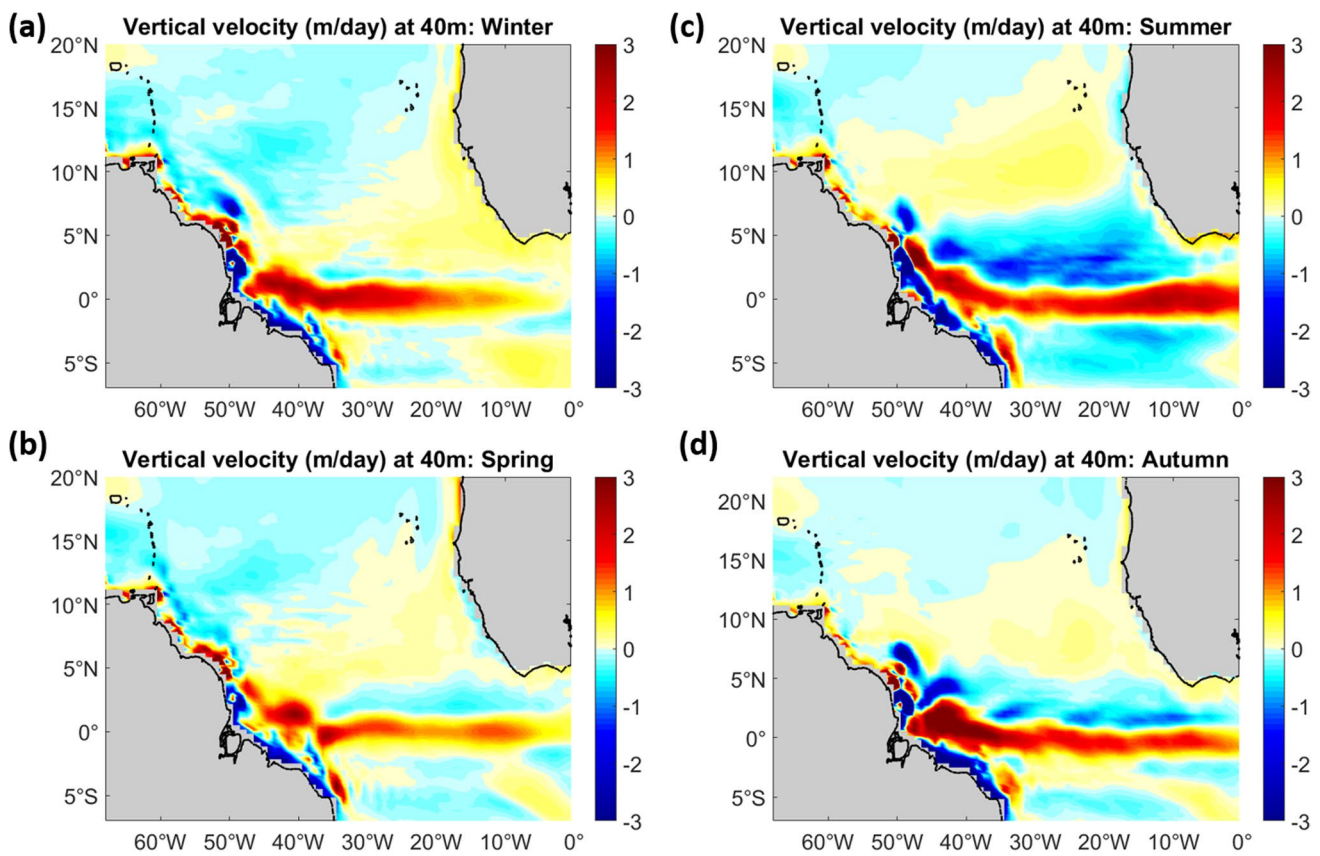 (a)
Vertical velocity (m/day) at 40m: Winter
20°N
15°N
10°N
5°N
0°
5°S
60°W 50°W 40°W 30°W 20°W 10°W 0°
3
2
1
0
-1
-2
-3
(c)
Vertical velocity (m/day) at 40m: Summer
20°N
15°N
10°N
5°N
0°
5°S
60°W 50°W 40°W 30°W 20°W 10°W 0°
3
2
1
0
-1
-2
-3
(b)
Vertical velocity (m/day) at 40m: Spring
20°N
15°N
10°N
5°N
0°
5°S
60°W 50°W 40°W 30°W 20°W 10°W 0°
3
2
1
0
-1
-2
-3
(d)
Vertical velocity (m/day) at 40m: Autumn
20°N
15°N
10°N
5°N
0°
5°S
60°W 50°W 40°W 30°W 20°W 10°W 0°
3
2
1
0
-1
-2
-3